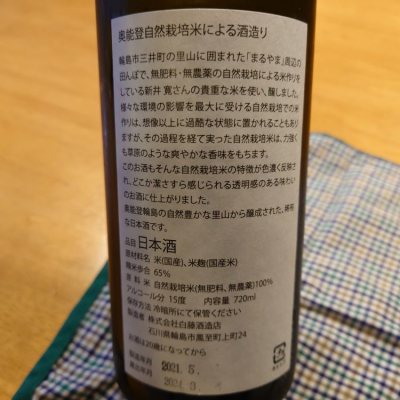 奥能登自然栽培米による酒造り
輪島市三井町の里山に囲まれた「まるやま」周辺の
田んぼで、無肥料・無農薬の自然栽培による米作り
をしている新井 寛さんの貴重な米を使い、醸しました。
様々な環境の影響を最大に受ける自然栽培での米
作りは、想像以上に過酷な状態に置かれることもあり
ますが、その過程を経て実った自然栽培米は、力強く
も草原のような爽やかな香味をもちます。
このお酒もそんな自然栽培米の特徴が色濃く反映さ
れ、どこか潔さすら感じられる透明感のある味わい
のお酒に仕上がりました。
奥能登輪島の自然豊かな里山から醸成された、稀有
な日本酒です。
品目 日本酒
原材料名 米(国産)、米麹(国産米)
精米歩合 65%
原料米 自然栽培米(無肥料、無農薬)100%
アルコール分 15度 内容量 720ml
保存方法 冷暗所にて保管ください
製造者 株式会社白藤酒造店
石川県輪島市鳳至町上町24
お酒は20歳になってから
製造年月 2021.5.